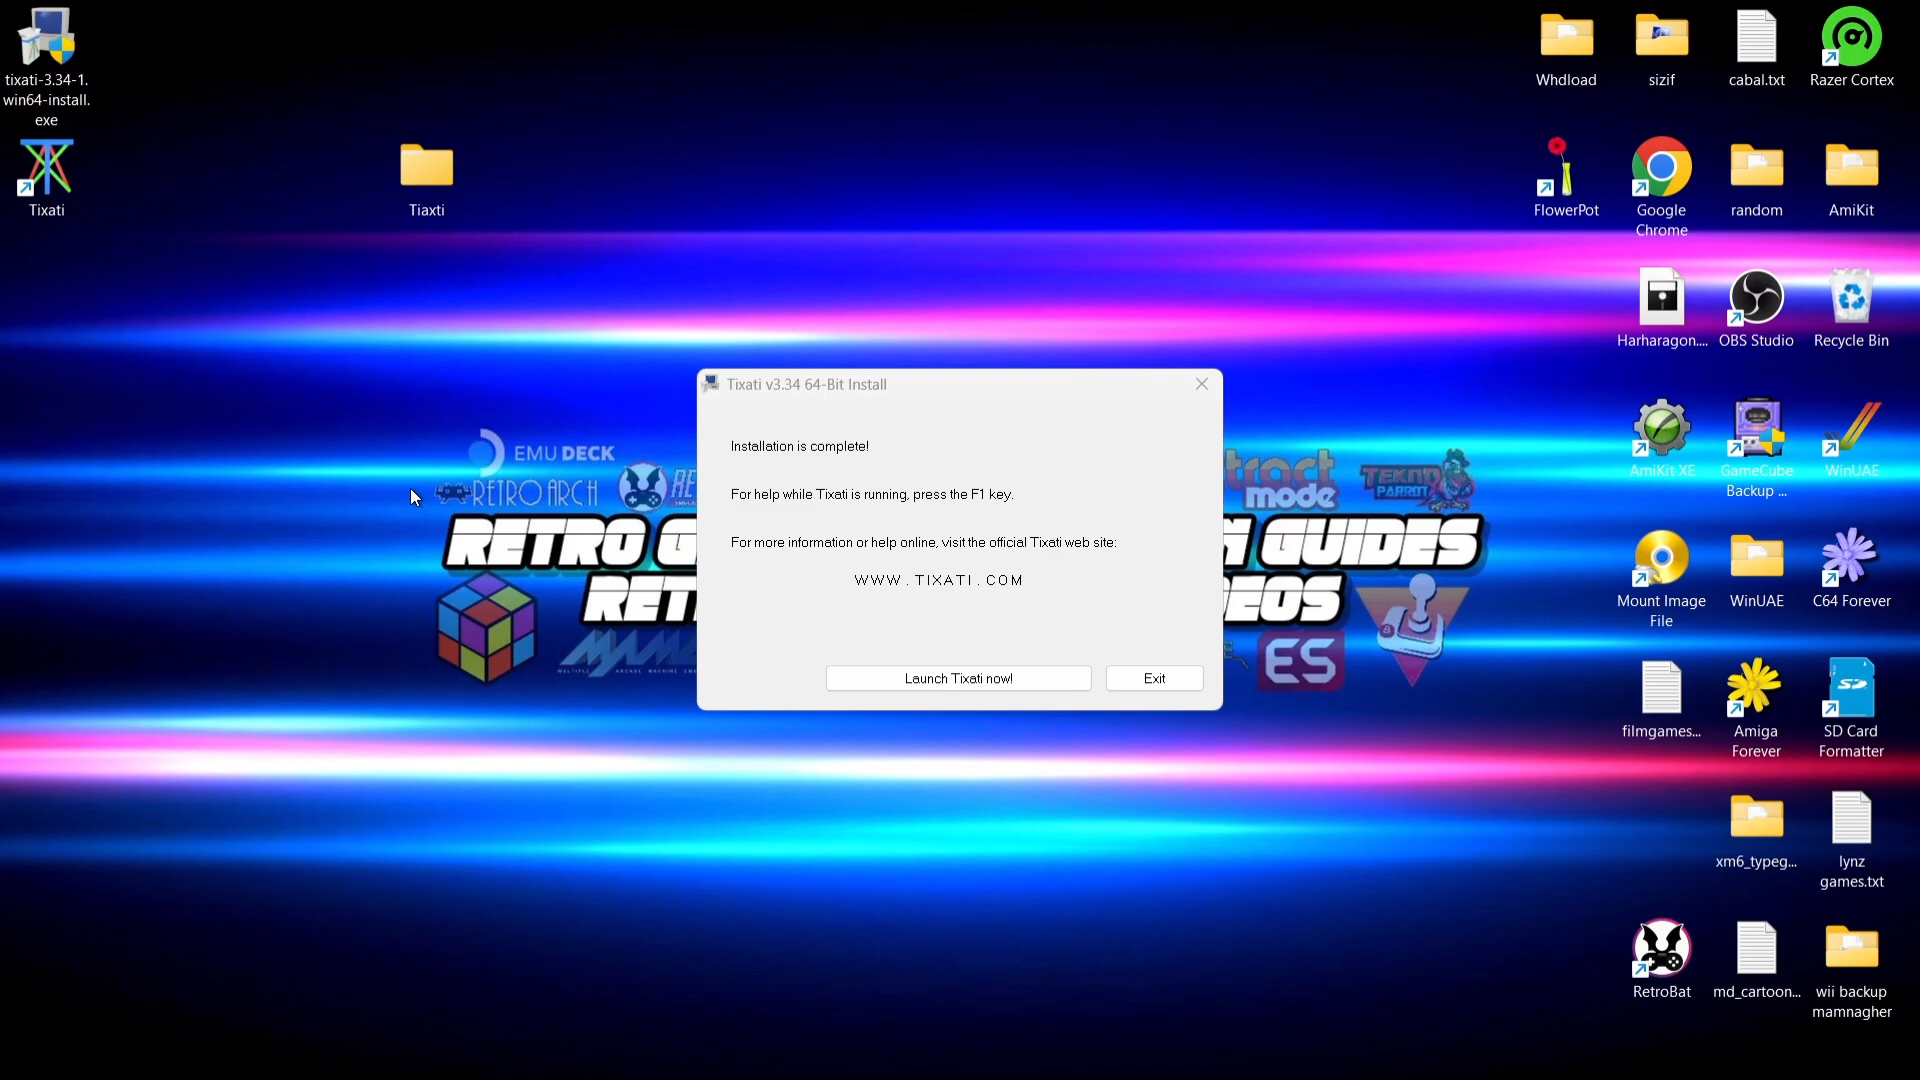 tixati-3.34-1.
win64-install.
exe
Tixati
Tiaxti
Whdload
sizif
cabal.txt
Razer Cortex
FlowerPot
Google
Chrome
random
AmiKit
Harharagon....
OBS Studio
Recycle Bin
AmiKit XE
GameCube
Backup ...
WinUAE
Mount Image
File
WinUAE
C64 Forever
filmgames...
Amiga
Forever
SD Card
Formatter
xm6_typeg...
lynz
games.txt
RetroBat
md_cartoon...
wii backup
mamnagher
Tixati v3.34 64-Bit Install
Installation is complete!
For help while Tixati is running, press the F1 key.
For more information or help online, visit the official Tixati web site:
WWW.TIXATI.COM
Launch Tixati now!
Exit
EMU DECK
RETROARCH
RE
tract
mode
TEKNO
PARROT
RETRO G
GUIDES
RET
EOS
MAME
ES